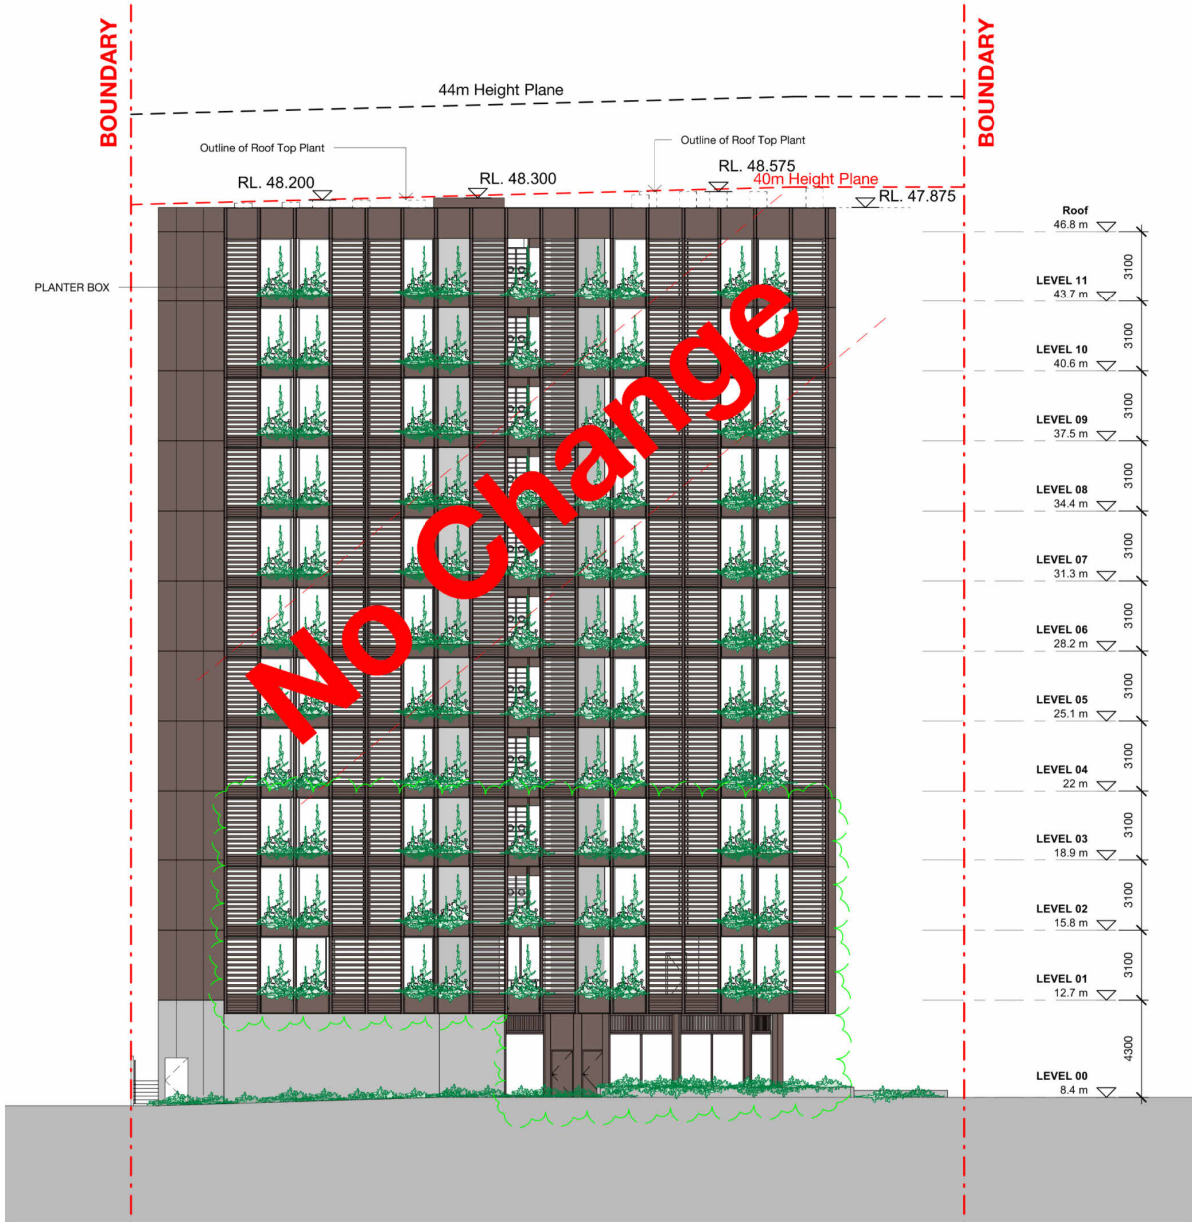 BOUNDARY
BOUNDARY
44m Height Plane
Outline of Roof Top Plant
Outline of Roof Top Plant
RL. 48.200
RL. 48.300
RL. 48.575
40m Height Plane
RL. 47.875
PLANTER BOX
No Change
Roof
46.8 m
3100
LEVEL 11
43.7 m
3100
LEVEL 10
40.6 m
3100
LEVEL 09
37.5 m
3100
LEVEL 08
34.4 m
3100
LEVEL 07
31.3 m
3100
LEVEL 06
28.2 m
3100
LEVEL 05
25.1 m
3100
LEVEL 04
22 m
3100
LEVEL 03
18.9 m
3100
LEVEL 02
15.8 m
3100
LEVEL 01
12.7 m
4300
LEVEL 00
8.4 m